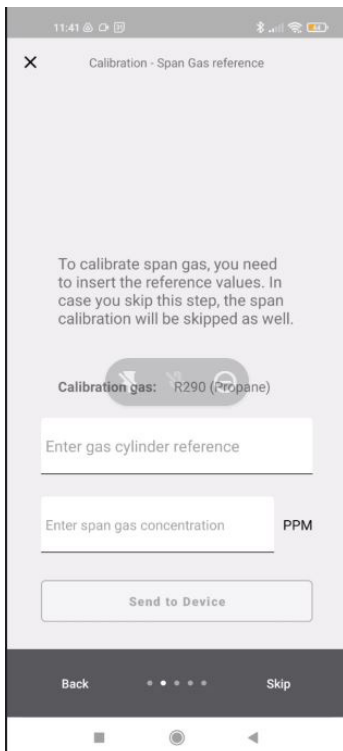 11:41
Calibration - Span Gas reference
To calibrate span gas, you need
to insert the reference values. In
case you skip this step, the span
calibration will be skipped as well.
Calibration gas: R290 (Propane)
Enter gas cylinder reference
Enter span gas concentration PPM
Send to Device
Back Skip